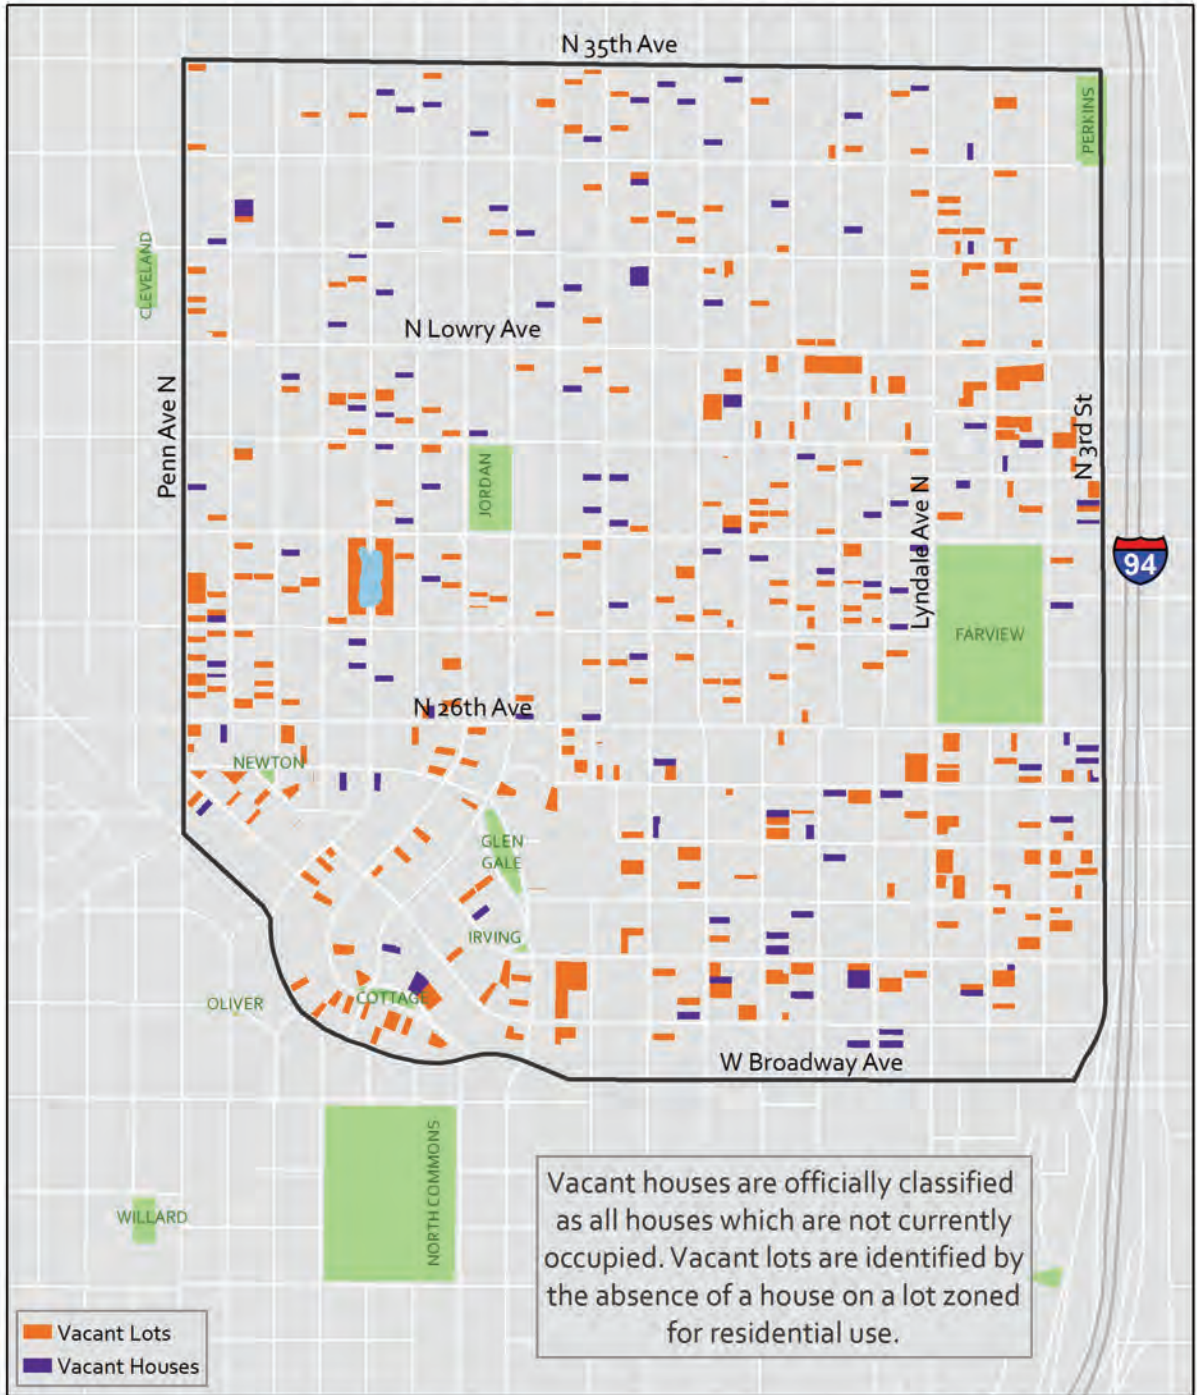 N 35th Ave
PERKINS
CLEVELAND
N Lowry Ave
Penn Ave N
N 3rd St
JORDAN
Lyndale Ave N
94
FARVIEW
N 26th Ave
NEWTON
GLEN
GALE
IRVING
COTTAGE
OLIVER
W Broadway Ave
NORTH COMMONS
WILLARD
Vacant houses are officially classified
as all houses which are not currently
occupied. Vacant lots are identified by
the absence of a house on a lot zoned
for residential use.
Vacant Lots
Vacant Houses